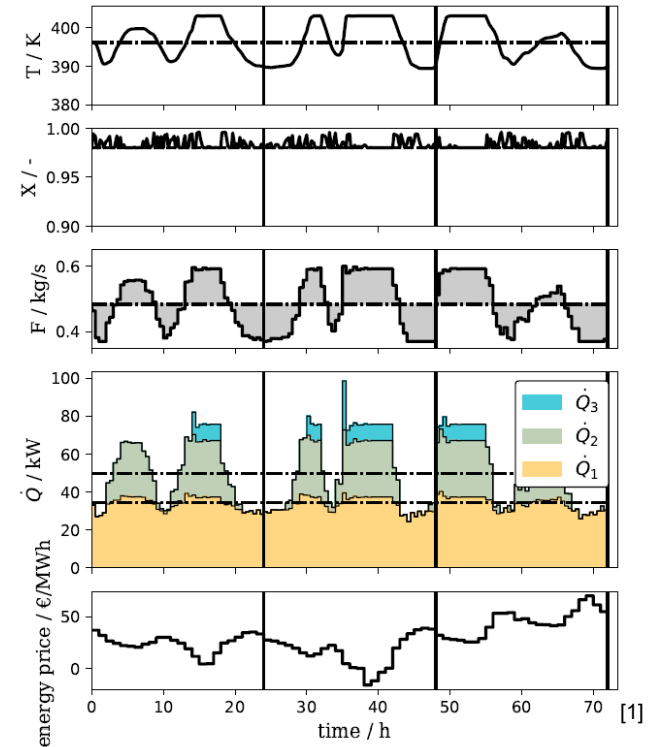 400
390
380
T / K
1.00
0.95
0.90
X / -
0.6
0.4
F / kg/s
100
80
60
40
20
0
Q̇ / kW
Q̇₃
Q̇₂
Q̇₁
50
0
energy price / €/MWh
0 10 20 30 40 50 60 70
time / h
[1]